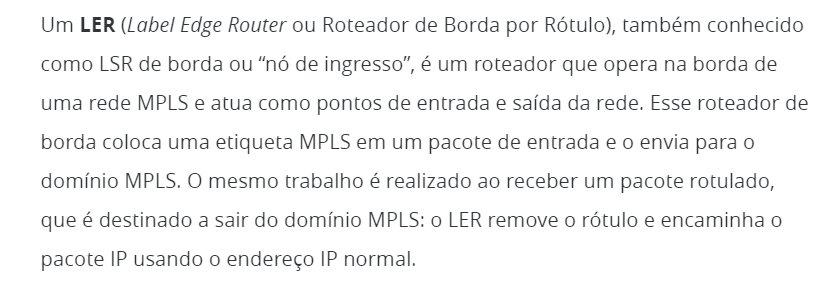 Um LER (Label Edge Router ou Roteador de Borda por Rótulo), também conhecido
como LSR de borda ou “nó de ingresso”, é um roteador que opera na borda de
uma rede MPLS e atua como pontos de entrada e saída da rede. Esse roteador de
borda coloca uma etiqueta MPLS em um pacote de entrada e o envia para o
domínio MPLS. O mesmo trabalho é realizado ao receber um pacote rotulado,
que é destinado a sair do domínio MPLS: o LER remove o rótulo e encaminha o
pacote IP usando o endereço IP normal.